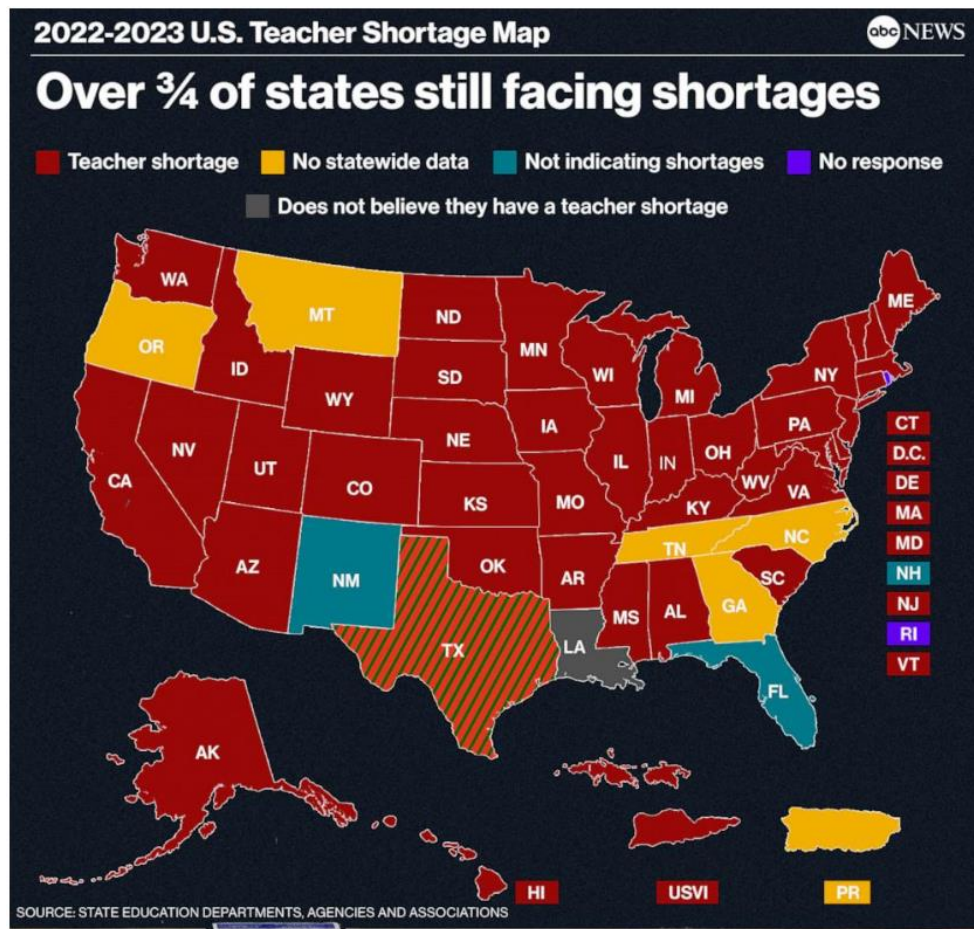 2022-2023 U.S. Teacher Shortage Map
abc NEWS
Over ¾ of states still facing shortages
Teacher shortage
No statewide data
Not indicating shortages
No response
Does not believe they have a teacher shortage
WA
MT
ND
MN
ME
OR
ID
SD
WI
NY
WY
MI
IA
PA
NE
NV
UT
IL
IN
OH
CT
CA
CO
WV
D.C.
KS
MO
KY
VA
DE
MA
TN
NC
MD
AZ
NM
OK
AR
SC
NH
MS
AL
GA
NJ
TX
LA
RI
FL
VT
AK
HI
USVI
PR
SOURCE: STATE EDUCATION DEPARTMENTS, AGENCIES AND ASSOCIATIONS